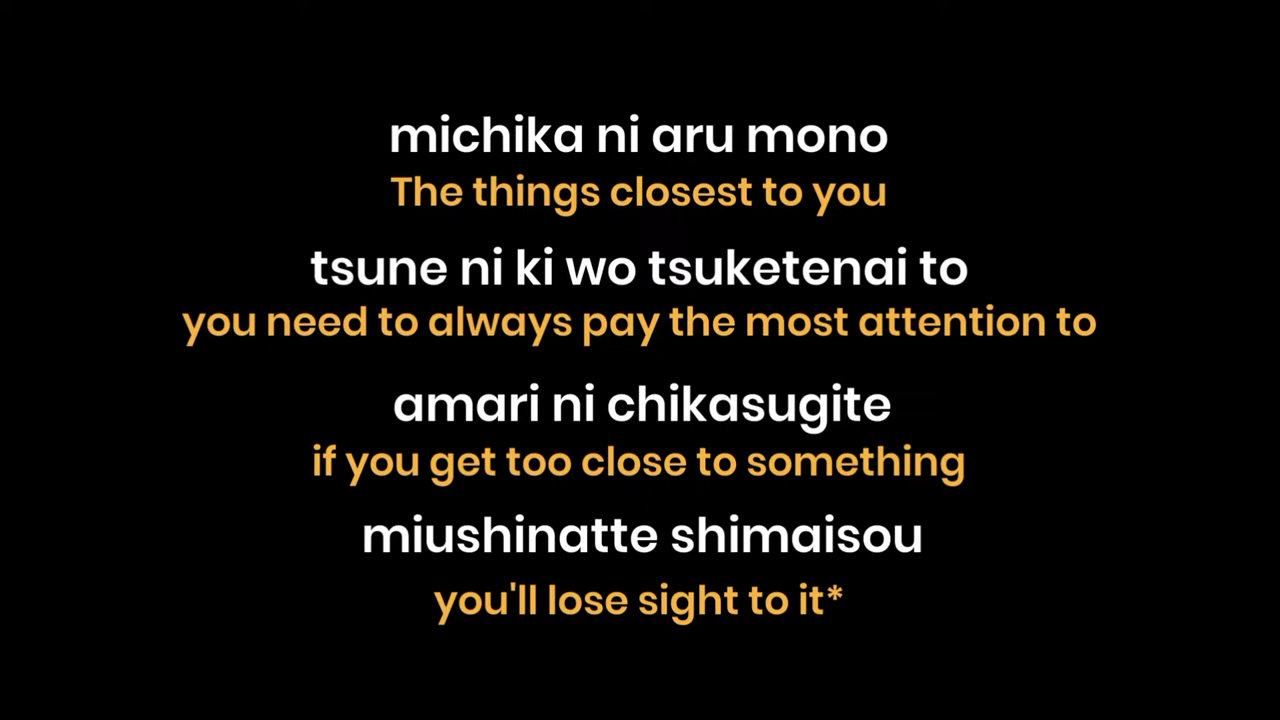 michika ni aru mono
The things closest to you
tsune ni ki wo tsuketenai to
you need to always pay the most attention to
amari ni chikasugite
if you get too close to something
miushinatte shimaisou
you'll lose sight to it*